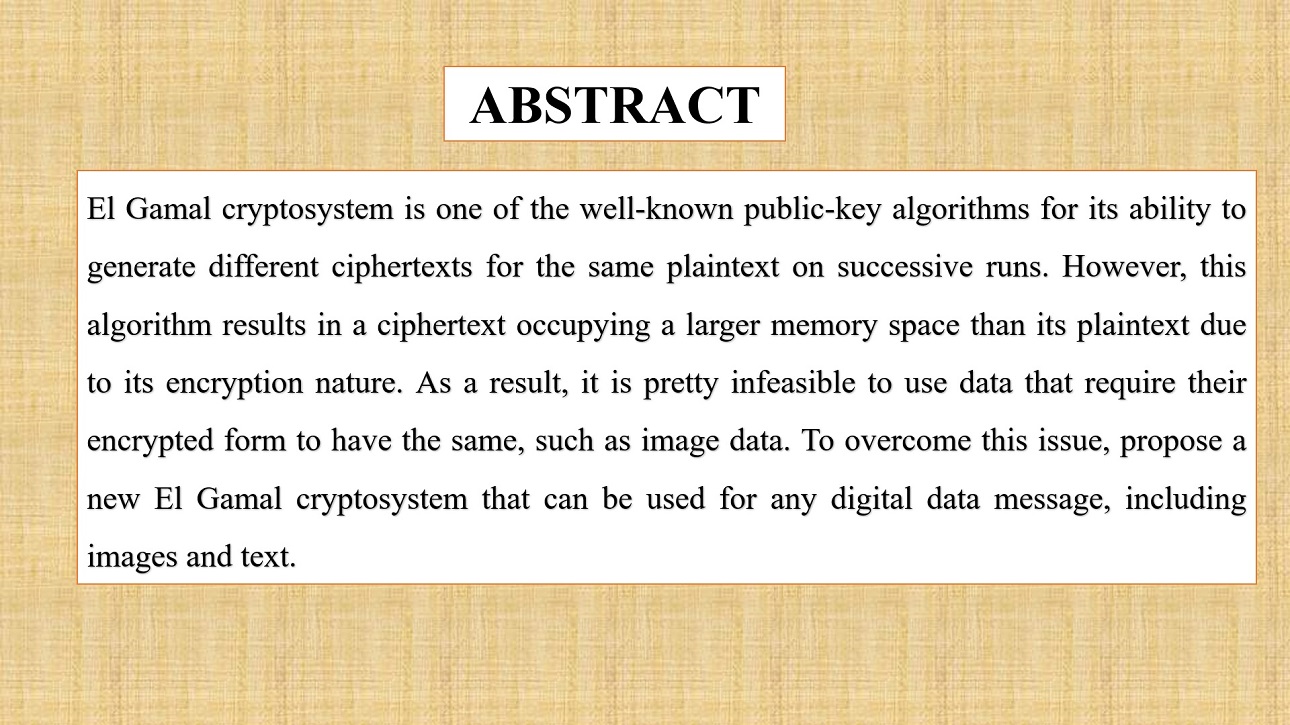 ABSTRACT
El Gamal cryptosystem is one of the well-known public-key algorithms for its ability to
generate different ciphertexts for the same plaintext on successive runs. However, this
algorithm results in a ciphertext occupying a larger memory space than its plaintext due
to its encryption nature. As a result, it is pretty infeasible to use data that require their
encrypted form to have the same, such as image data. To overcome this issue, propose a
new El Gamal cryptosystem that can be used for any digital data message, including
images and text.